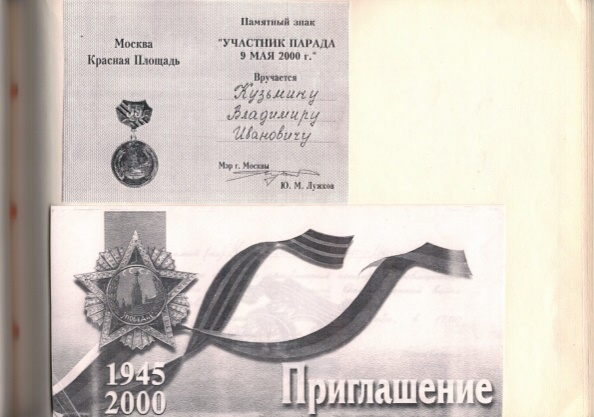 Москва
Красная Площадь
Памятный знак
"УЧАСТНИК ПАРАДА
9 МАЯ 2000 г."
Вручается
Кузьмину
Владимиру
Ивановичу
Мэр г. Москвы
Ю. М. Лужков
ПОБЕДА
1945
2000
Приглашение